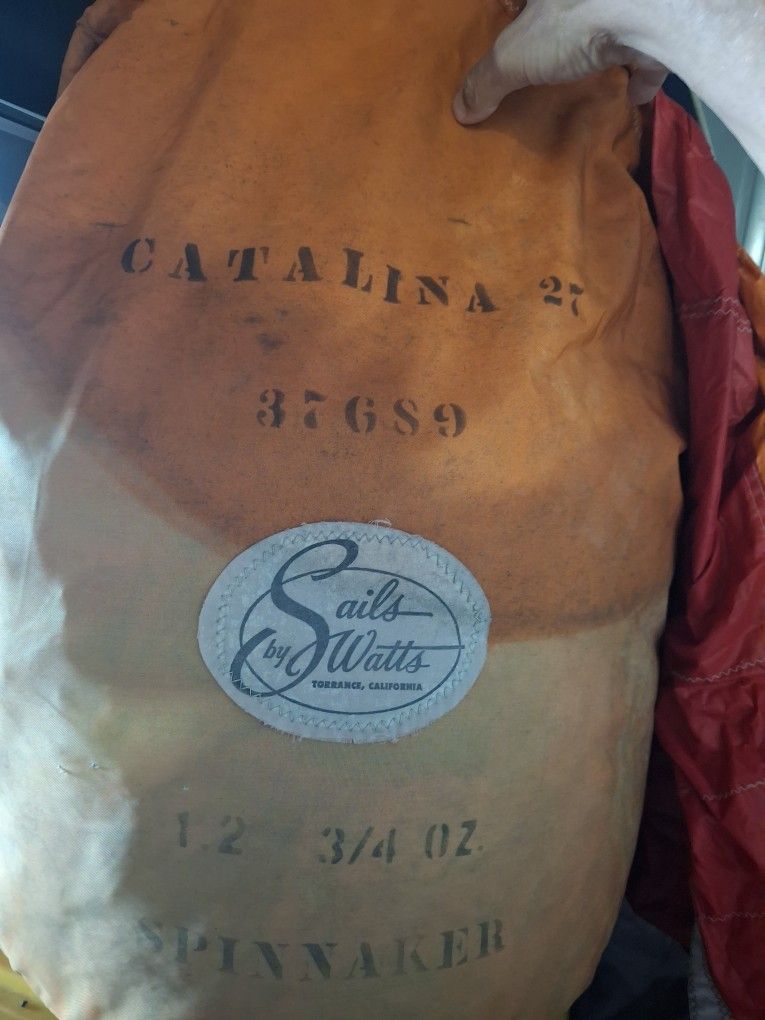 CATALINA 27
37689
Sails
by Watts
TORRANCE, CALIFORNIA
1.2 3/4 OZ.
SPINNAKER